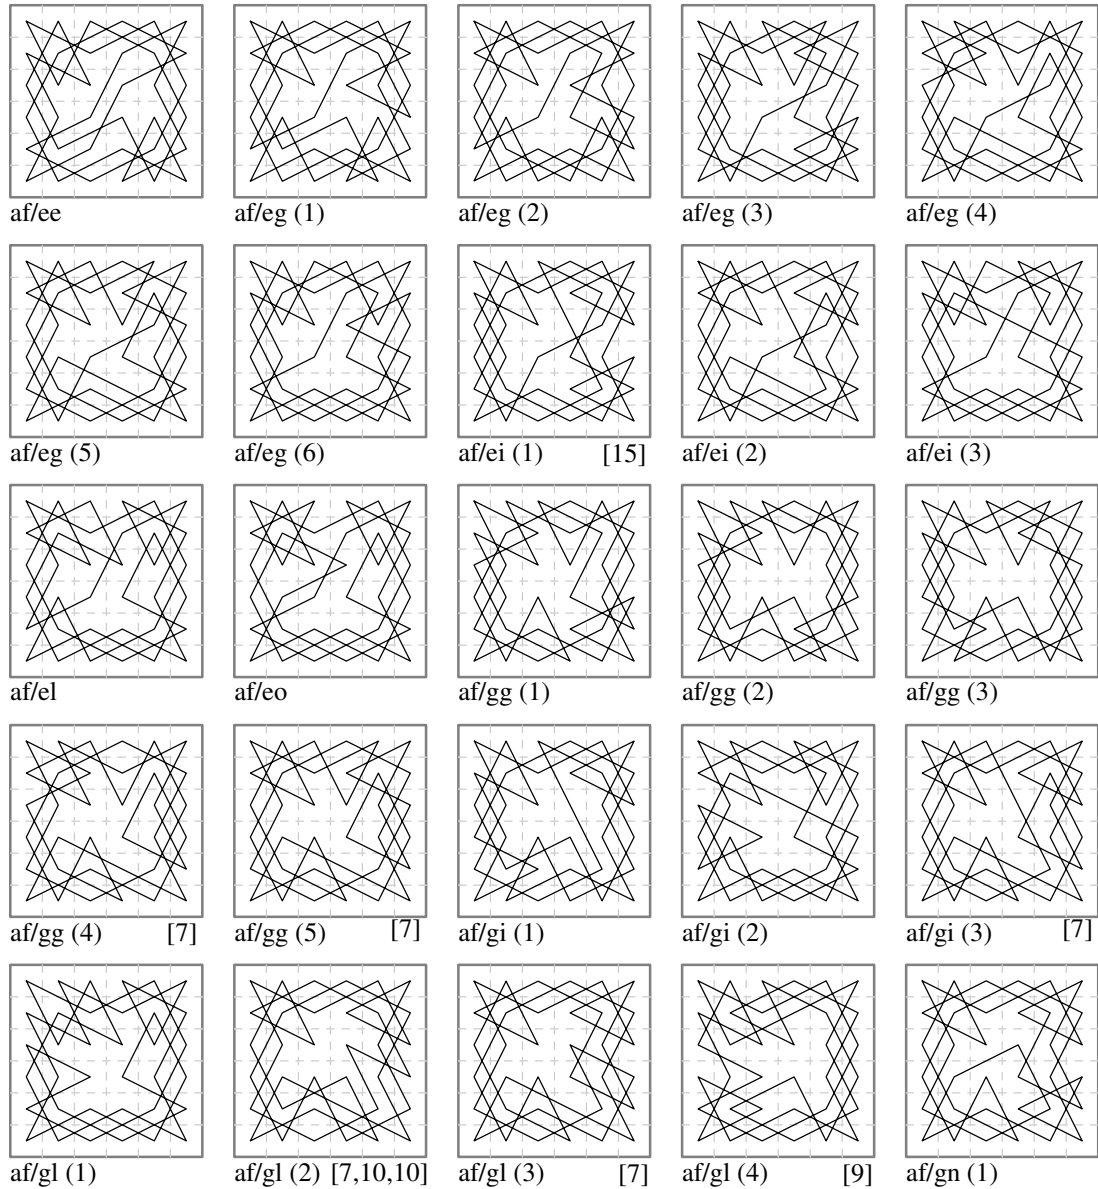 af/ee af/eg (1) af/eg (2) af/eg (3) af/eg (4)
af/eg (5) af/eg (6) af/ei (1) [15] af/ei (2) af/ei (3)
af/el af/eo af/gg (1) af/gg (2) af/gg (3)
af/gg (4) [7] af/gg (5) [7] af/gi (1) af/gi (2) af/gi (3) [7]
af/gl (1) af/gl (2) [7,10,10] af/gl (3) [7] af/gl (4) [9] af/gn (1)